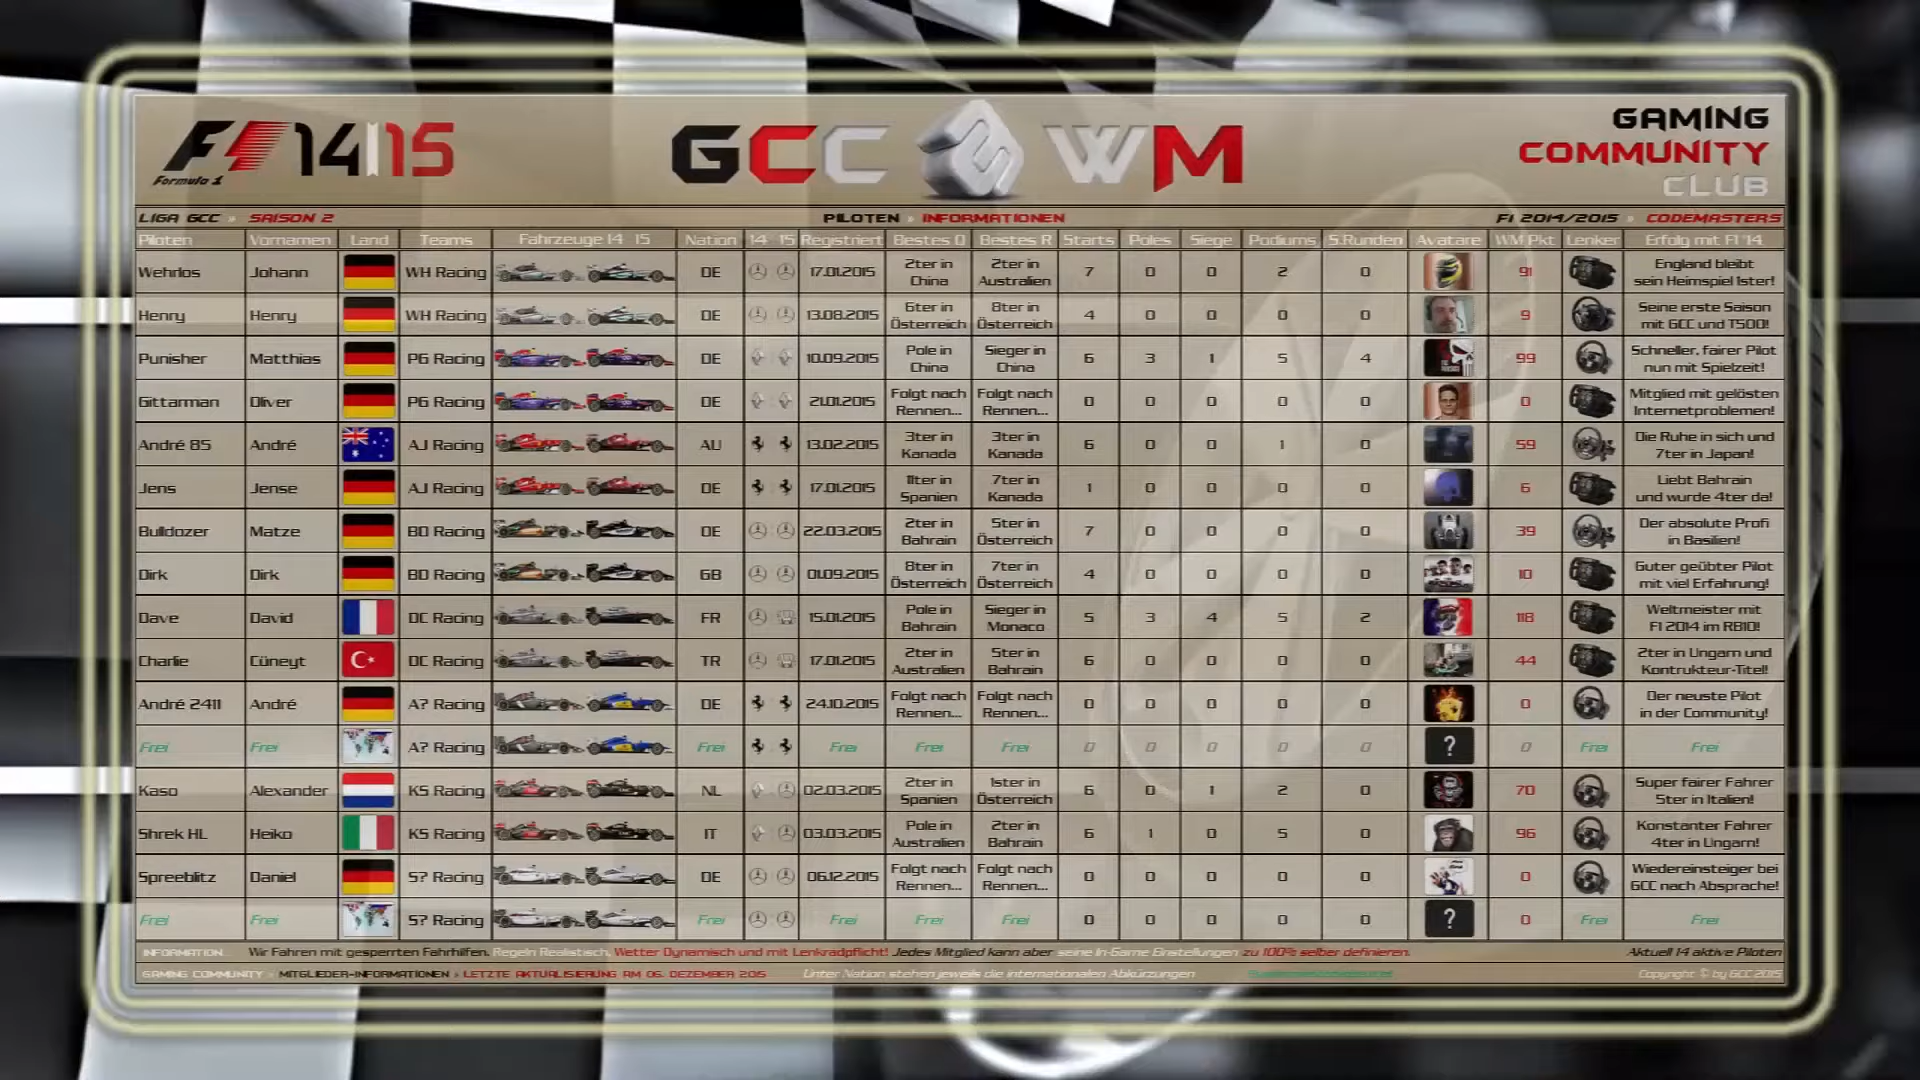 F1 14|15 GCC WM GAMING
COMMUNITY
Formula 1 CLUB
LIGA GCC » SAISON 2 PILOTEN » INFORMATIONEN F1 2014/2015 » CODEMASTERS
Piloten Vornamen Land Teams Fahrzeuge 14 15 Nation 14 15 Registriert Bestes Q Bestes R Starts Poles Siege Podiums S.Runden Avatare WM Pkt Lenker Erfolg mit F1 '14
Wehrlos Johann WH Racing DE 17.01.2015 2ter in China 2ter in Australien 7 0 0 2 0 91 England bleibt sein Heimspiel 1ster!
Henry Henry WH Racing DE 13.08.2015 6ter in Österreich 8ter in Österreich 4 0 0 0 0 9 Seine erste Saison mit GCC und T500!
Punisher Matthias PG Racing DE 10.09.2015 Pole in China Sieger in China 6 3 1 5 4 99 Schneller, fairer Pilot nun mit Spielzeit!
Gittarman Oliver PG Racing DE 21.01.2015 Folgt nach Rennen... Folgt nach Rennen... 0 0 0 0 0 0 Mitglied mit gelösten Internetproblemen!
André 85 André AJ Racing AU 13.02.2015 3ter in Kanada 3ter in Kanada 6 0 0 1 0 59 Die Ruhe in sich und 7ter in Japan!
Jens Jense AJ Racing DE 17.01.2015 11ter in Spanien 7ter in Kanada 1 0 0 0 0 6 Liebt Bahrain und wurde 4ter da!
Bulldozer Matze BD Racing DE 22.03.2015 2ter in Bahrain 5ter in Österreich 7 0 0 0 0 39 Der absolute Profi in Basilien!
Dirk Dirk BD Racing GB 01.09.2015 8ter in Österreich 7ter in Österreich 4 0 0 0 0 10 Guter geübter Pilot mit viel Erfahrung!
Dave David DC Racing FR 15.01.2015 Pole in Bahrain Sieger in Monaco 5 3 4 5 2 118 Weltmeister mit F1 2014 im RB10!
Charlie Cüneyt DC Racing TR 17.01.2015 2ter in Australien 5ter in Bahrain 6 0 0 0 0 44 2ter in Ungarn und Kontrukteur-Titel!
André 2411 André A? Racing DE 24.10.2015 Folgt nach Rennen... Folgt nach Rennen... 0 0 0 0 0 0 Der neuste Pilot in der Community!
Frei Frei A? Racing Frei Frei Frei Frei 0 0 0 0 0 ? 0 Frei Frei
Kaso Alexander KS Racing NL 02.03.2015 2ter in Spanien 1ster in Österreich 6 0 1 2 0 70 Super fairer Fahrer 5ter in Italien!
Shrek HL Heiko KS Racing IT 03.03.2015 Pole in Australien 2ter in Bahrain 6 1 0 5 0 96 Konstanter Fahrer 4ter in Ungarn!
Spreeblitz Daniel S? Racing DE 06.12.2015 Folgt nach Rennen... Folgt nach Rennen... 0 0 0 0 0 0 Wiedereinsteiger bei GCC nach Absprache!
Frei Frei S? Racing Frei Frei Frei Frei 0 0 0 0 0 ? 0 Frei Frei
INFORMATION Wir Fahren mit gesperrten Fahrhilfen. Regeln Realistisch. Wetter Dynamisch und mit Lenkradpflicht! Jedes Mitglied kann aber seine In-Game Einstellungen zu 100% selber definieren. Aktuell 14 aktive Piloten
GAMING COMMUNITY » MITGLIEDER-INFORMATIONEN » LETZTE AKTUALISIERUNG AM 06. DEZEMBER 2015 Unter Nation stehen jeweils die internationalen Abkürzungen Copyright © by GCC 2015